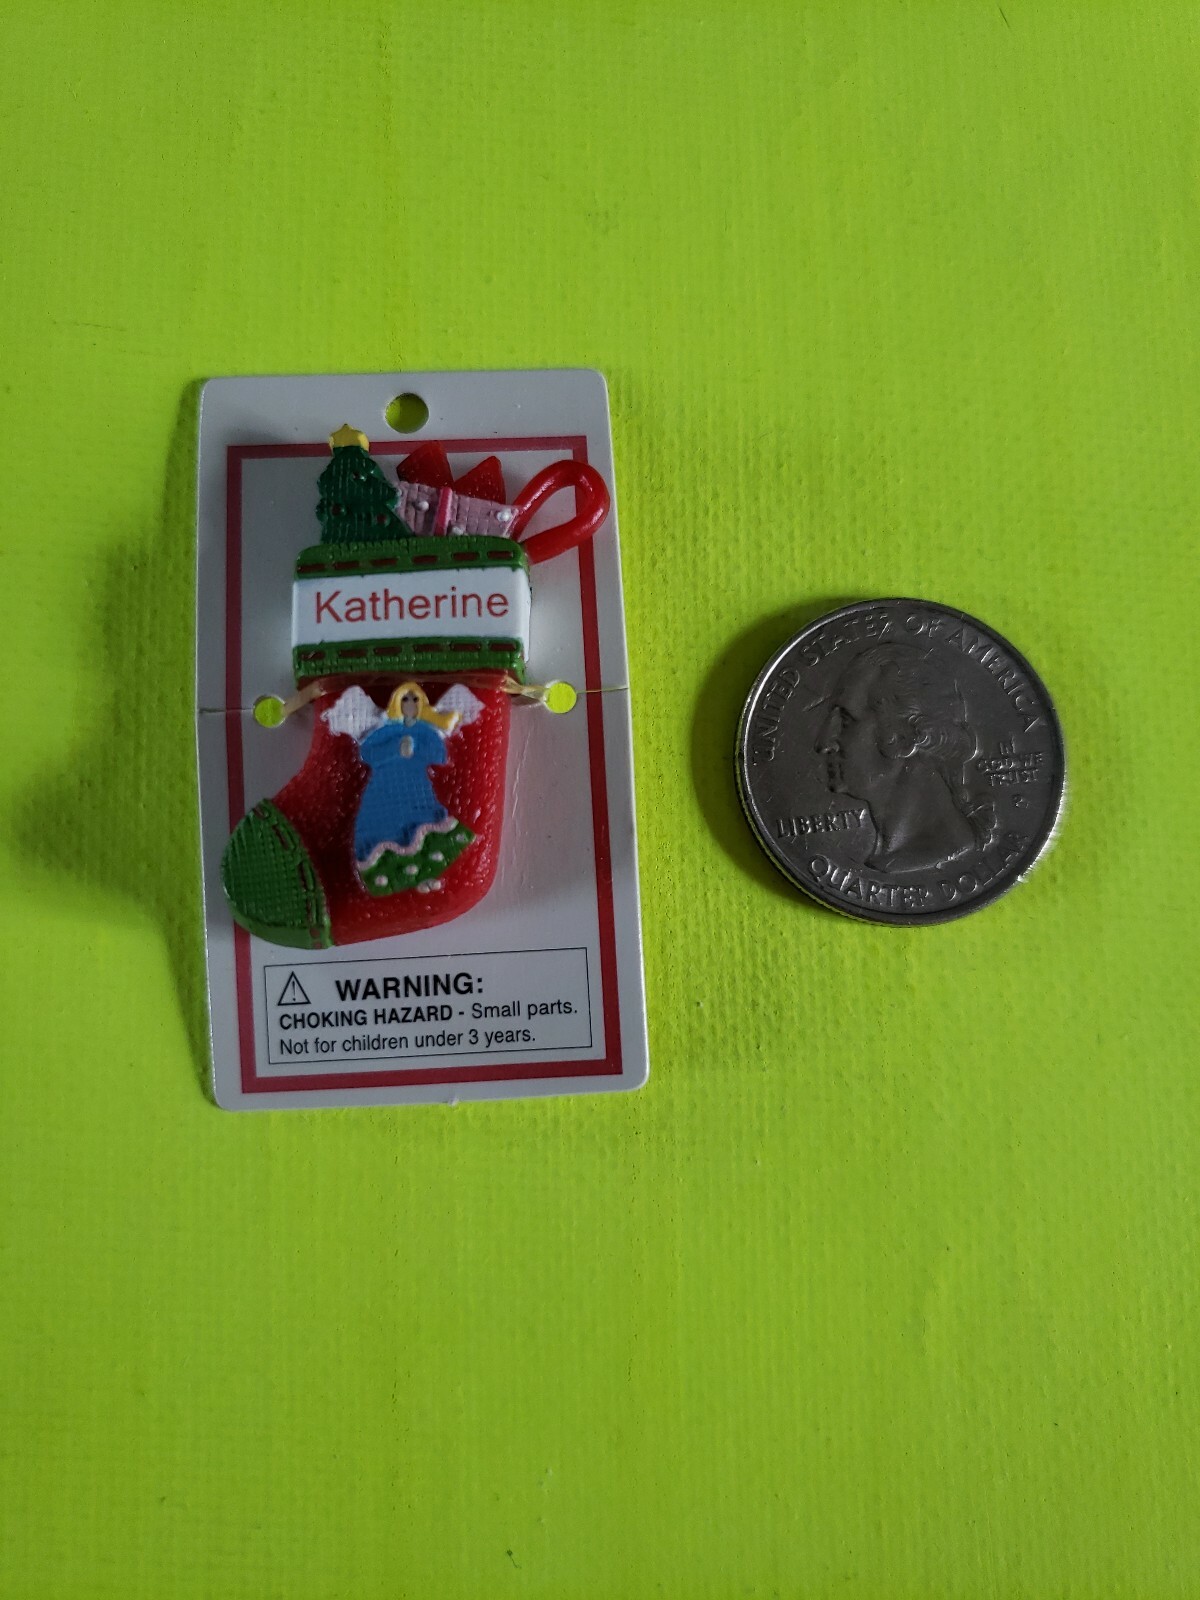 Katherine
WARNING:
CHOKING HAZARD - Small parts.
Not for children under 3 years.
UNITED STATES OF AMERICA
IN
GOD WE
TRUST
LIBERTY
QUARTER DOLLAR